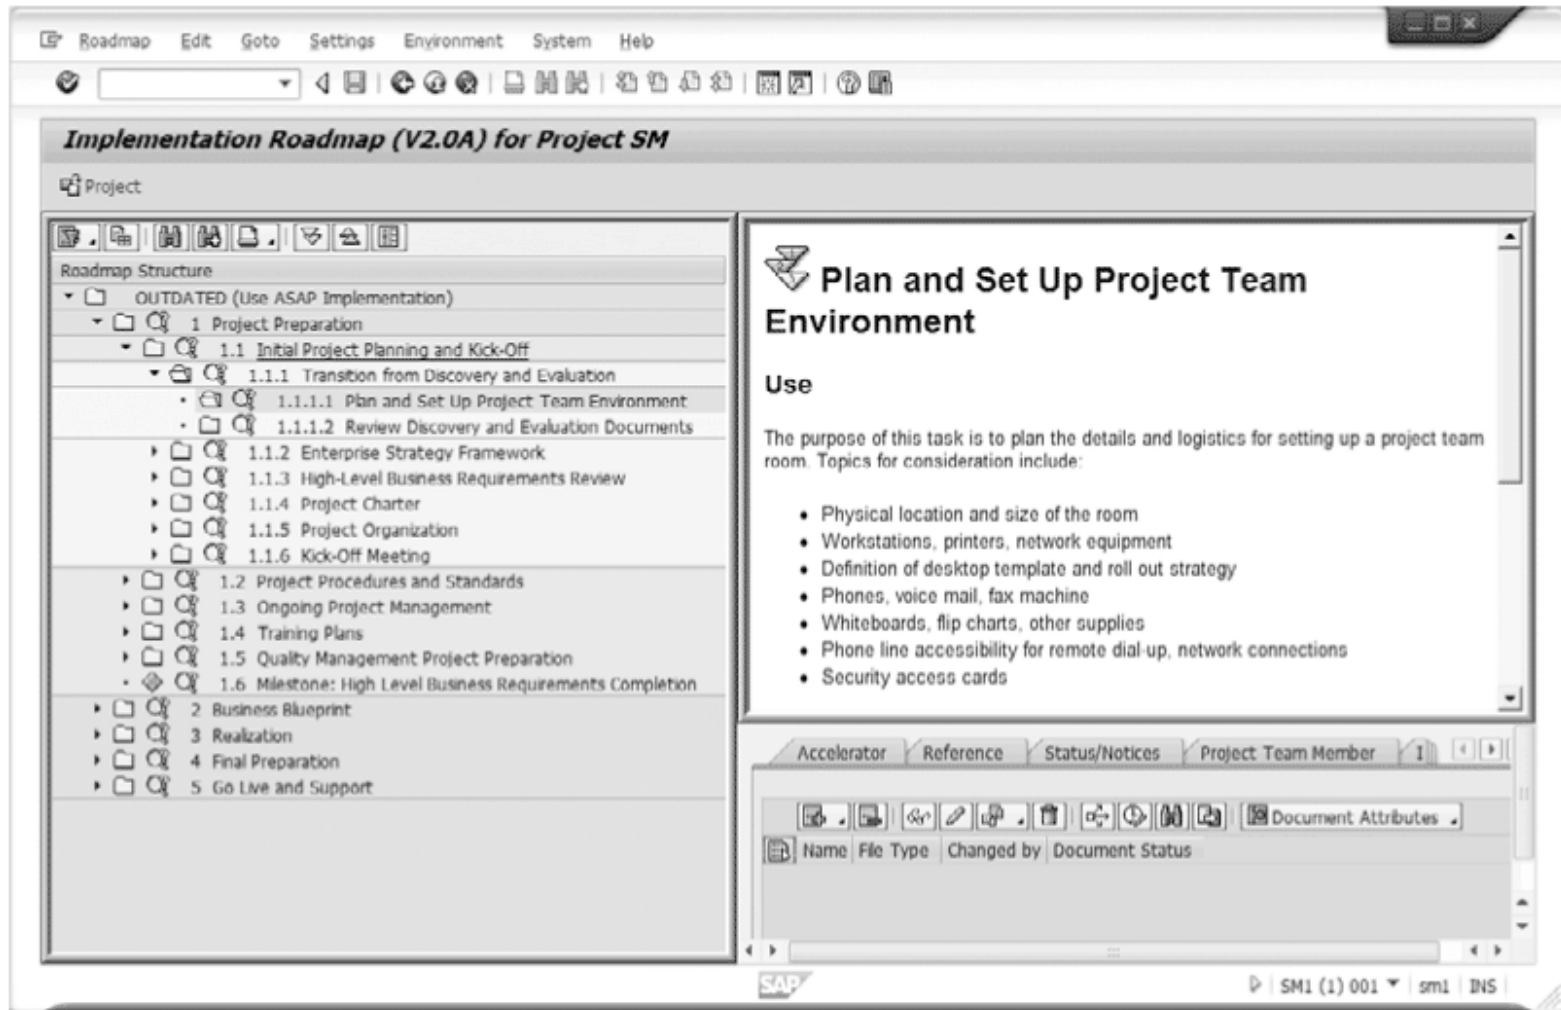 Roadmap Edit Goto Settings Environment System Help
Implementation Roadmap (V2.0A) for Project SM
Project
Roadmap Structure
OUTDATED (Use ASAP Implementation)
1 Project Preparation
1.1 Initial Project Planning and Kick-Off
1.1.1 Transition from Discovery and Evaluation
1.1.1.1 Plan and Set Up Project Team Environment
1.1.1.2 Review Discovery and Evaluation Documents
1.1.2 Enterprise Strategy Framework
1.1.3 High-Level Business Requirements Review
1.1.4 Project Charter
1.1.5 Project Organization
1.1.6 Kick-Off Meeting
1.2 Project Procedures and Standards
1.3 Ongoing Project Management
1.4 Training Plans
1.5 Quality Management Project Preparation
1.6 Milestone: High Level Business Requirements Completion
2 Business Blueprint
3 Realization
4 Final Preparation
5 Go Live and Support
Plan and Set Up Project Team
Environment
Use
The purpose of this task is to plan the details and logistics for setting up a project team
room. Topics for consideration include:
• Physical location and size of the room
• Workstations, printers, network equipment
• Definition of desktop template and roll out strategy
• Phones, voice mail, fax machine
• Whiteboards, flip charts, other supplies
• Phone line accessibility for remote dial-up, network connections
• Security access cards
Accelerator Reference Status/Notices Project Team Member I
Document Attributes
Name File Type Changed by Document Status
SAP
SM1 (1) 001 sm1 INS